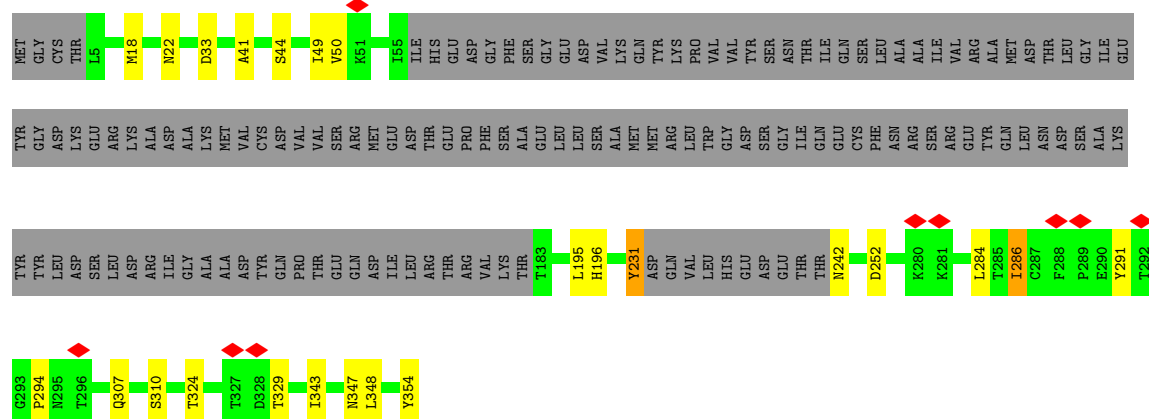 MET GLY CYS THR L5 M18 N22 D33 A41 S44 I49 V50 K51 I55 ILE HIS GLU ASP GLY PHE SER GLY GLU ASP VAL LYS GLN TYR LYS PRO VAL VAL TYR SER ASN THR ILE GLN SER LEU ALA ALA ILE VAL ARG ALA MET ASP THR LEU GLY ILE GLU
TYR GLY ASP LYS GLU ARG LYS ALA ASP ALA LYS MET VAL CYS ASP VAL VAL SER ARG MET GLU ASP THR GLU PRO PHE SER ALA GLU LEU LEU SER ALA MET MET ARG LEU TRP GLY ASP SER GLY ILE GLN GLU CYS PHE ASN ARG SER ARG GLU TYR GLN LEU ASN ASP SER ALA LYS
TYR TYR LEU ASP SER LEU ASP ARG ILE GLY ALA ALA ASP TYR GLN PRO THR GLU GLN ASP ILE LEU ARG THR ARG VAL LYS THR T183 L195 H196 Y231 ASP GLN VAL LEU HIS GLU ASP GLU THR THR N242 D252 K280 K281 L284 T285 I286 C287 F288 P289 E290 Y291 T292
G293 P294 N295 T296 Q307 S310 T324 T327 D328 T329 I343 N347 L348 Y354